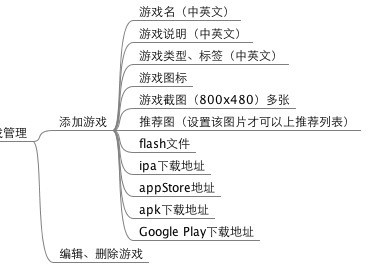 游戏名（中英文）
游戏说明（中英文）
游戏类型、标签（中英文）
游戏图标
游戏截图（800x480）多张
添加游戏
推荐图（设置该图片才可以上推荐列表）
戏管理
flash文件
ipa下载地址
appStore地址
apk下载地址
Google Play下载地址
编辑、删除游戏